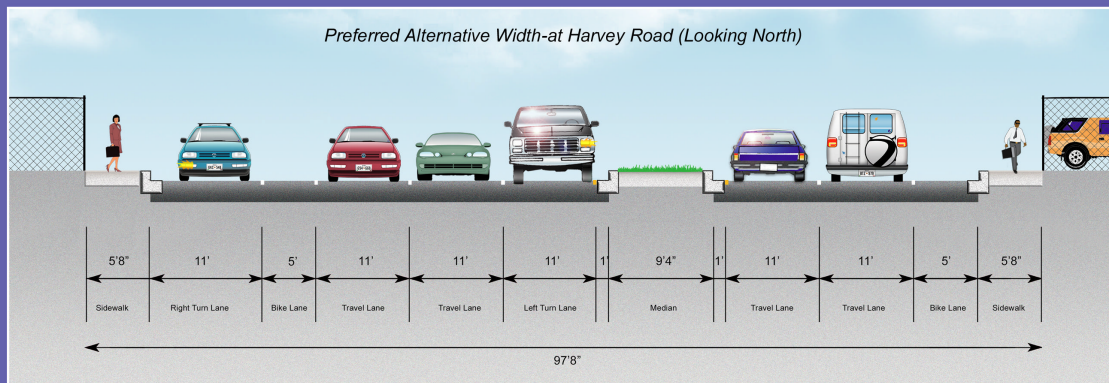 Preferred Alternative Width-at Harvey Road (Looking North)
5'8" 11' 5' 11' 11' 11' 1' 9'4" 1' 11' 11' 5' 5'8"
Sidewalk Right Turn Lane Bike Lane Travel Lane Travel Lane Left Turn Lane Median Travel Lane Travel Lane Bike Lane Sidewalk
97'8"